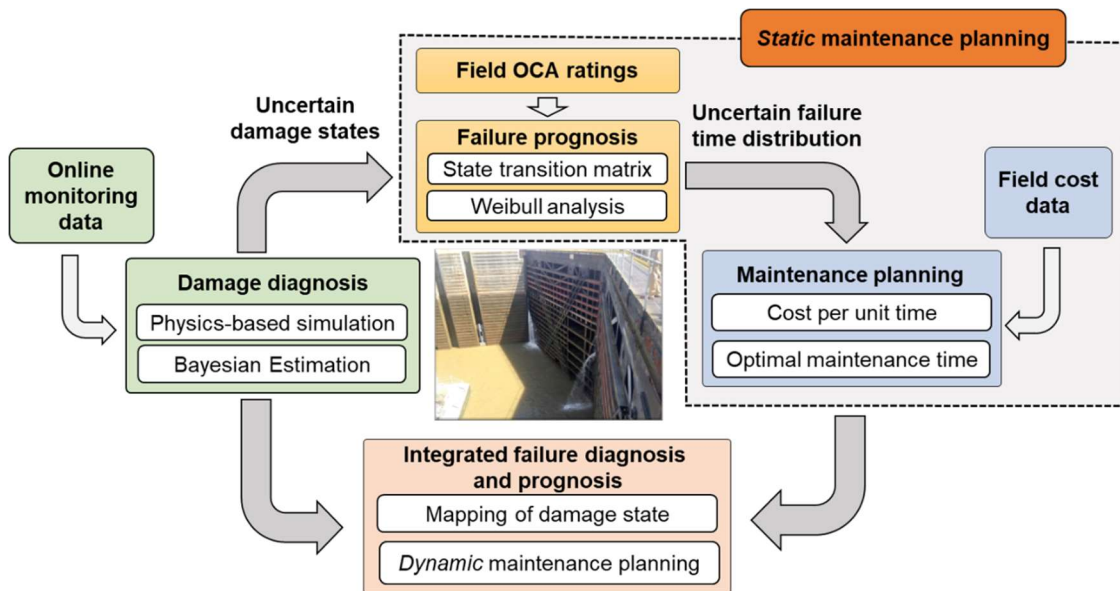 Static maintenance planning
Field OCA ratings
Uncertain
damage states
Failure prognosis
State transition matrix
Weibull analysis
Uncertain failure
time distribution
Online
monitoring
data
Field cost
data
Damage diagnosis
Physics-based simulation
Bayesian Estimation
Maintenance planning
Cost per unit time
Optimal maintenance time
Integrated failure diagnosis
and prognosis
Mapping of damage state
Dynamic maintenance planning